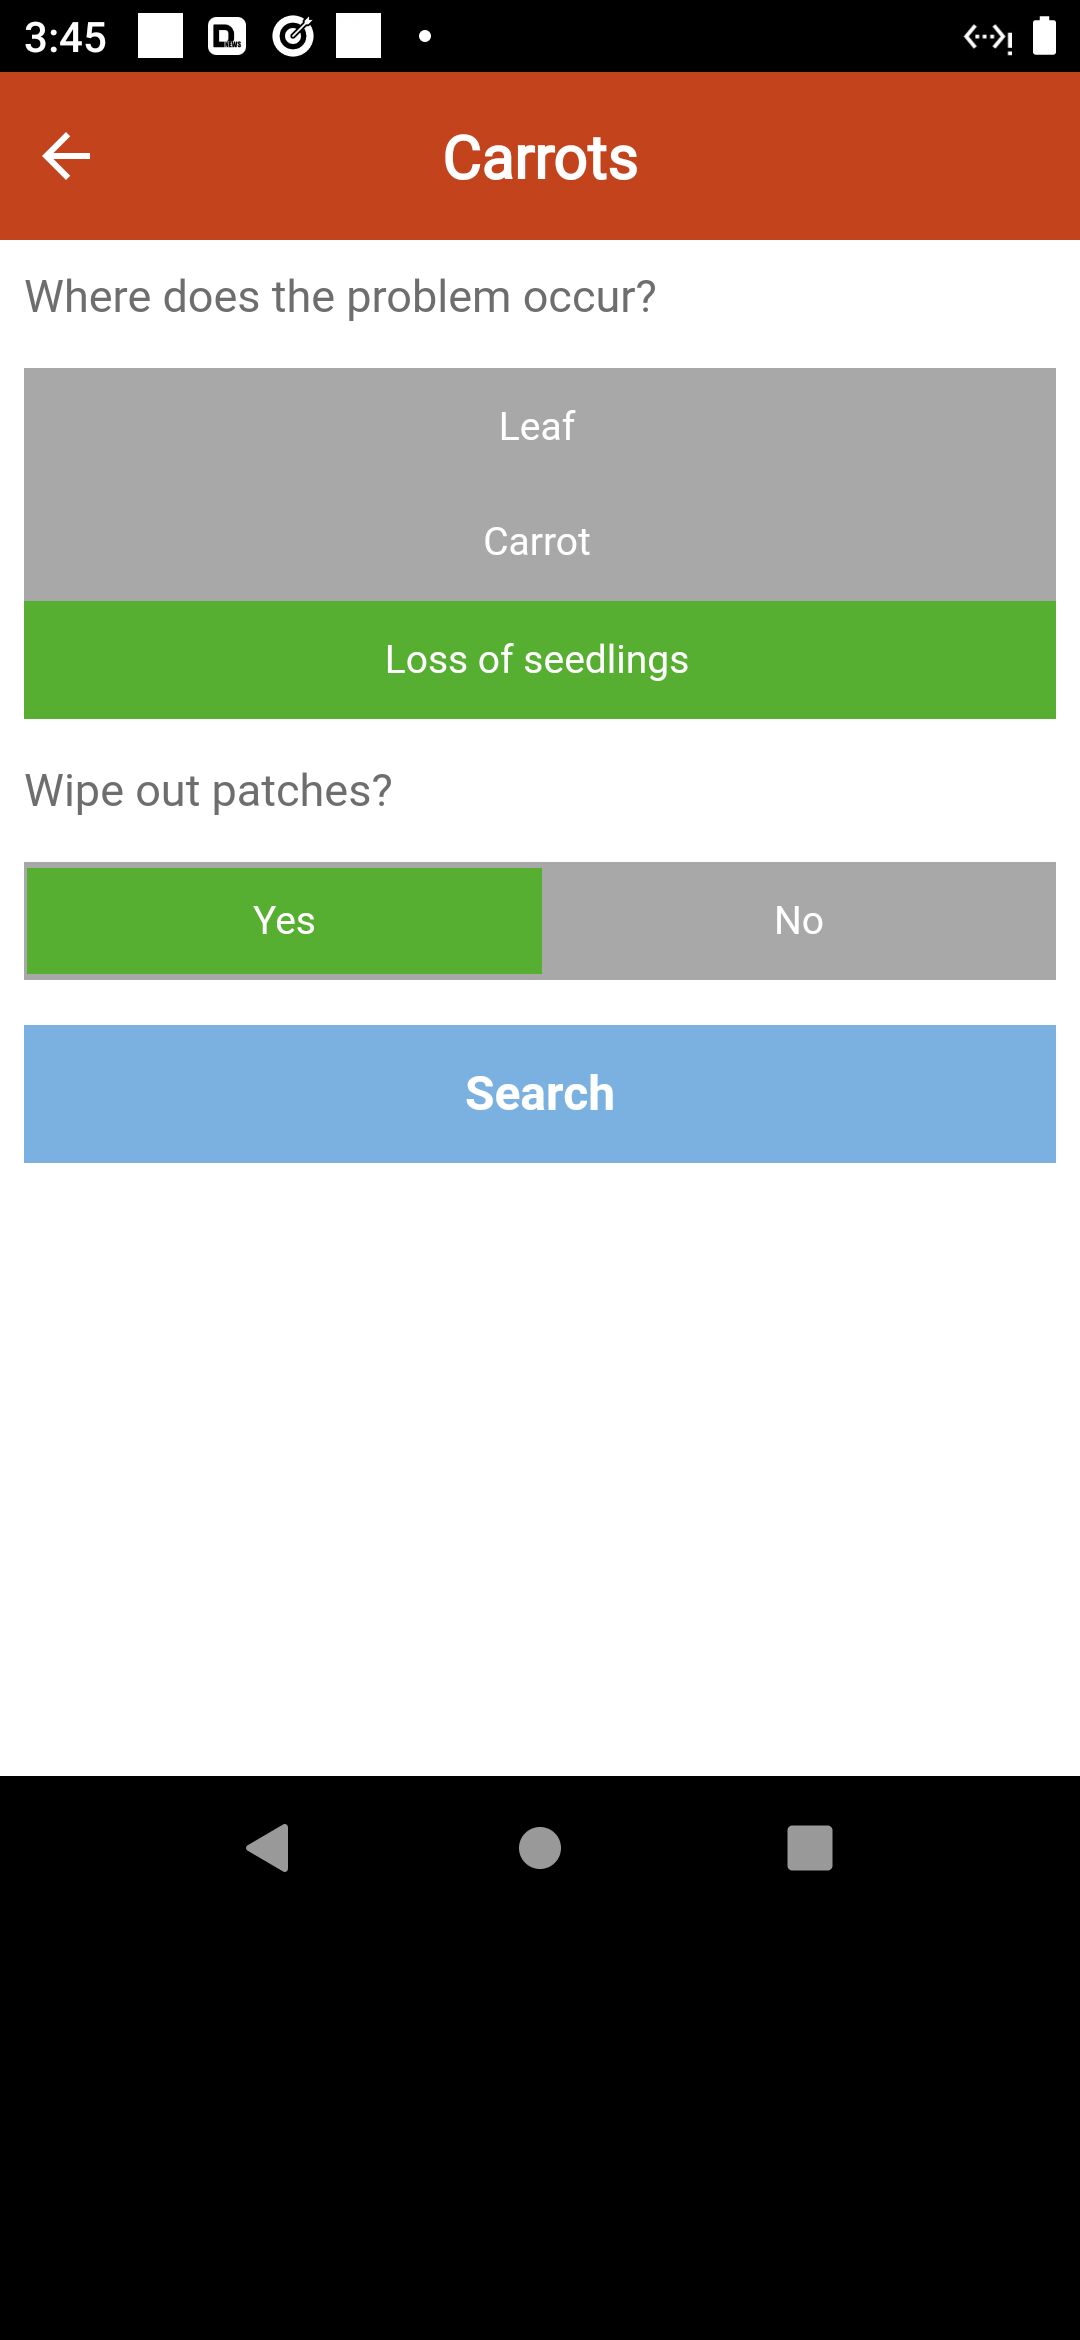 3:45
D NEWS
Carrots
Where does the problem occur?
Leaf
Carrot
Loss of seedlings
Wipe out patches?
Yes No
Search